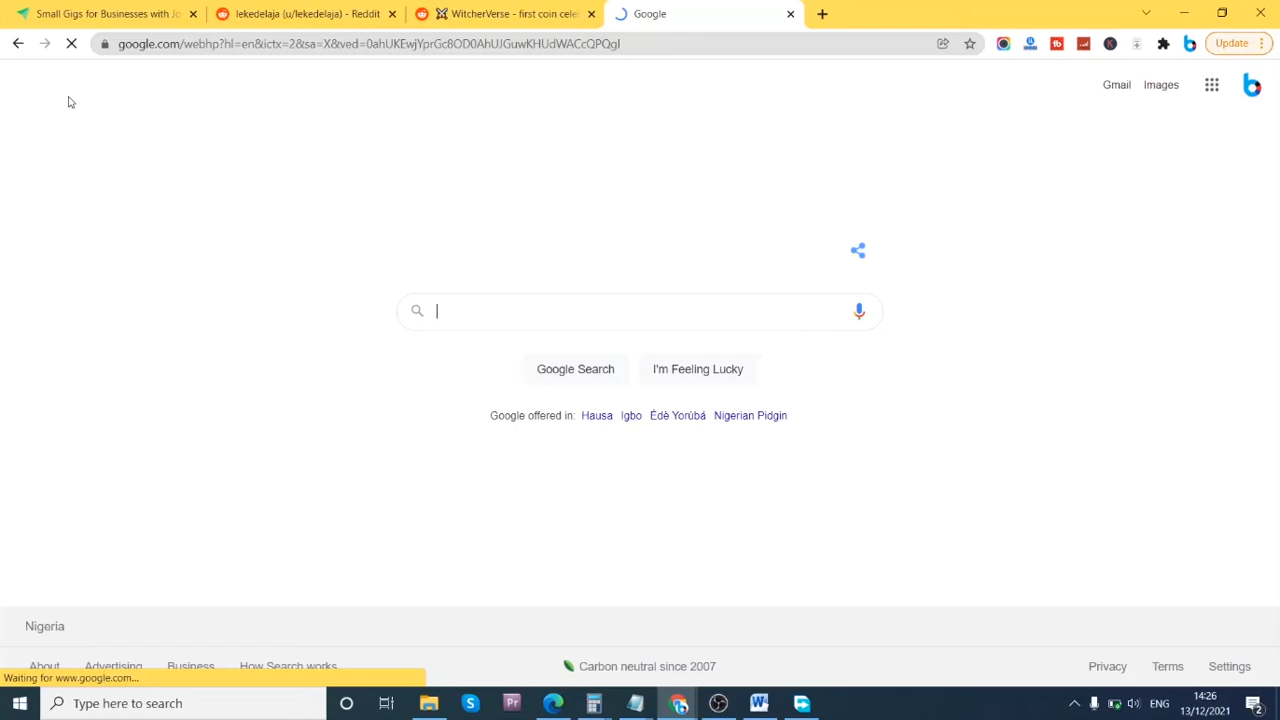 Small Gigs for Businesses with Jo
lekedelaja (u/lekedelaja) - Reddit
WitcherVerse - first coin cele
Google
google.com/webhp?hl=en&ictx=2&sa=X&ved=0ahUKEwjYprGc8OD0AhUJGuwKHUdWACcQPQgI
Update
Gmail
Images
Google Search
I'm Feeling Lucky
Google offered in: Hausa Igbo Èdè Yorùbá Nigerian Pidgin
Nigeria
About
Advertising
Business
How Search works
Carbon neutral since 2007
Privacy
Terms
Settings
Waiting for www.google.com...
Type here to search
Pr
ENG
14:26
13/12/2021
2